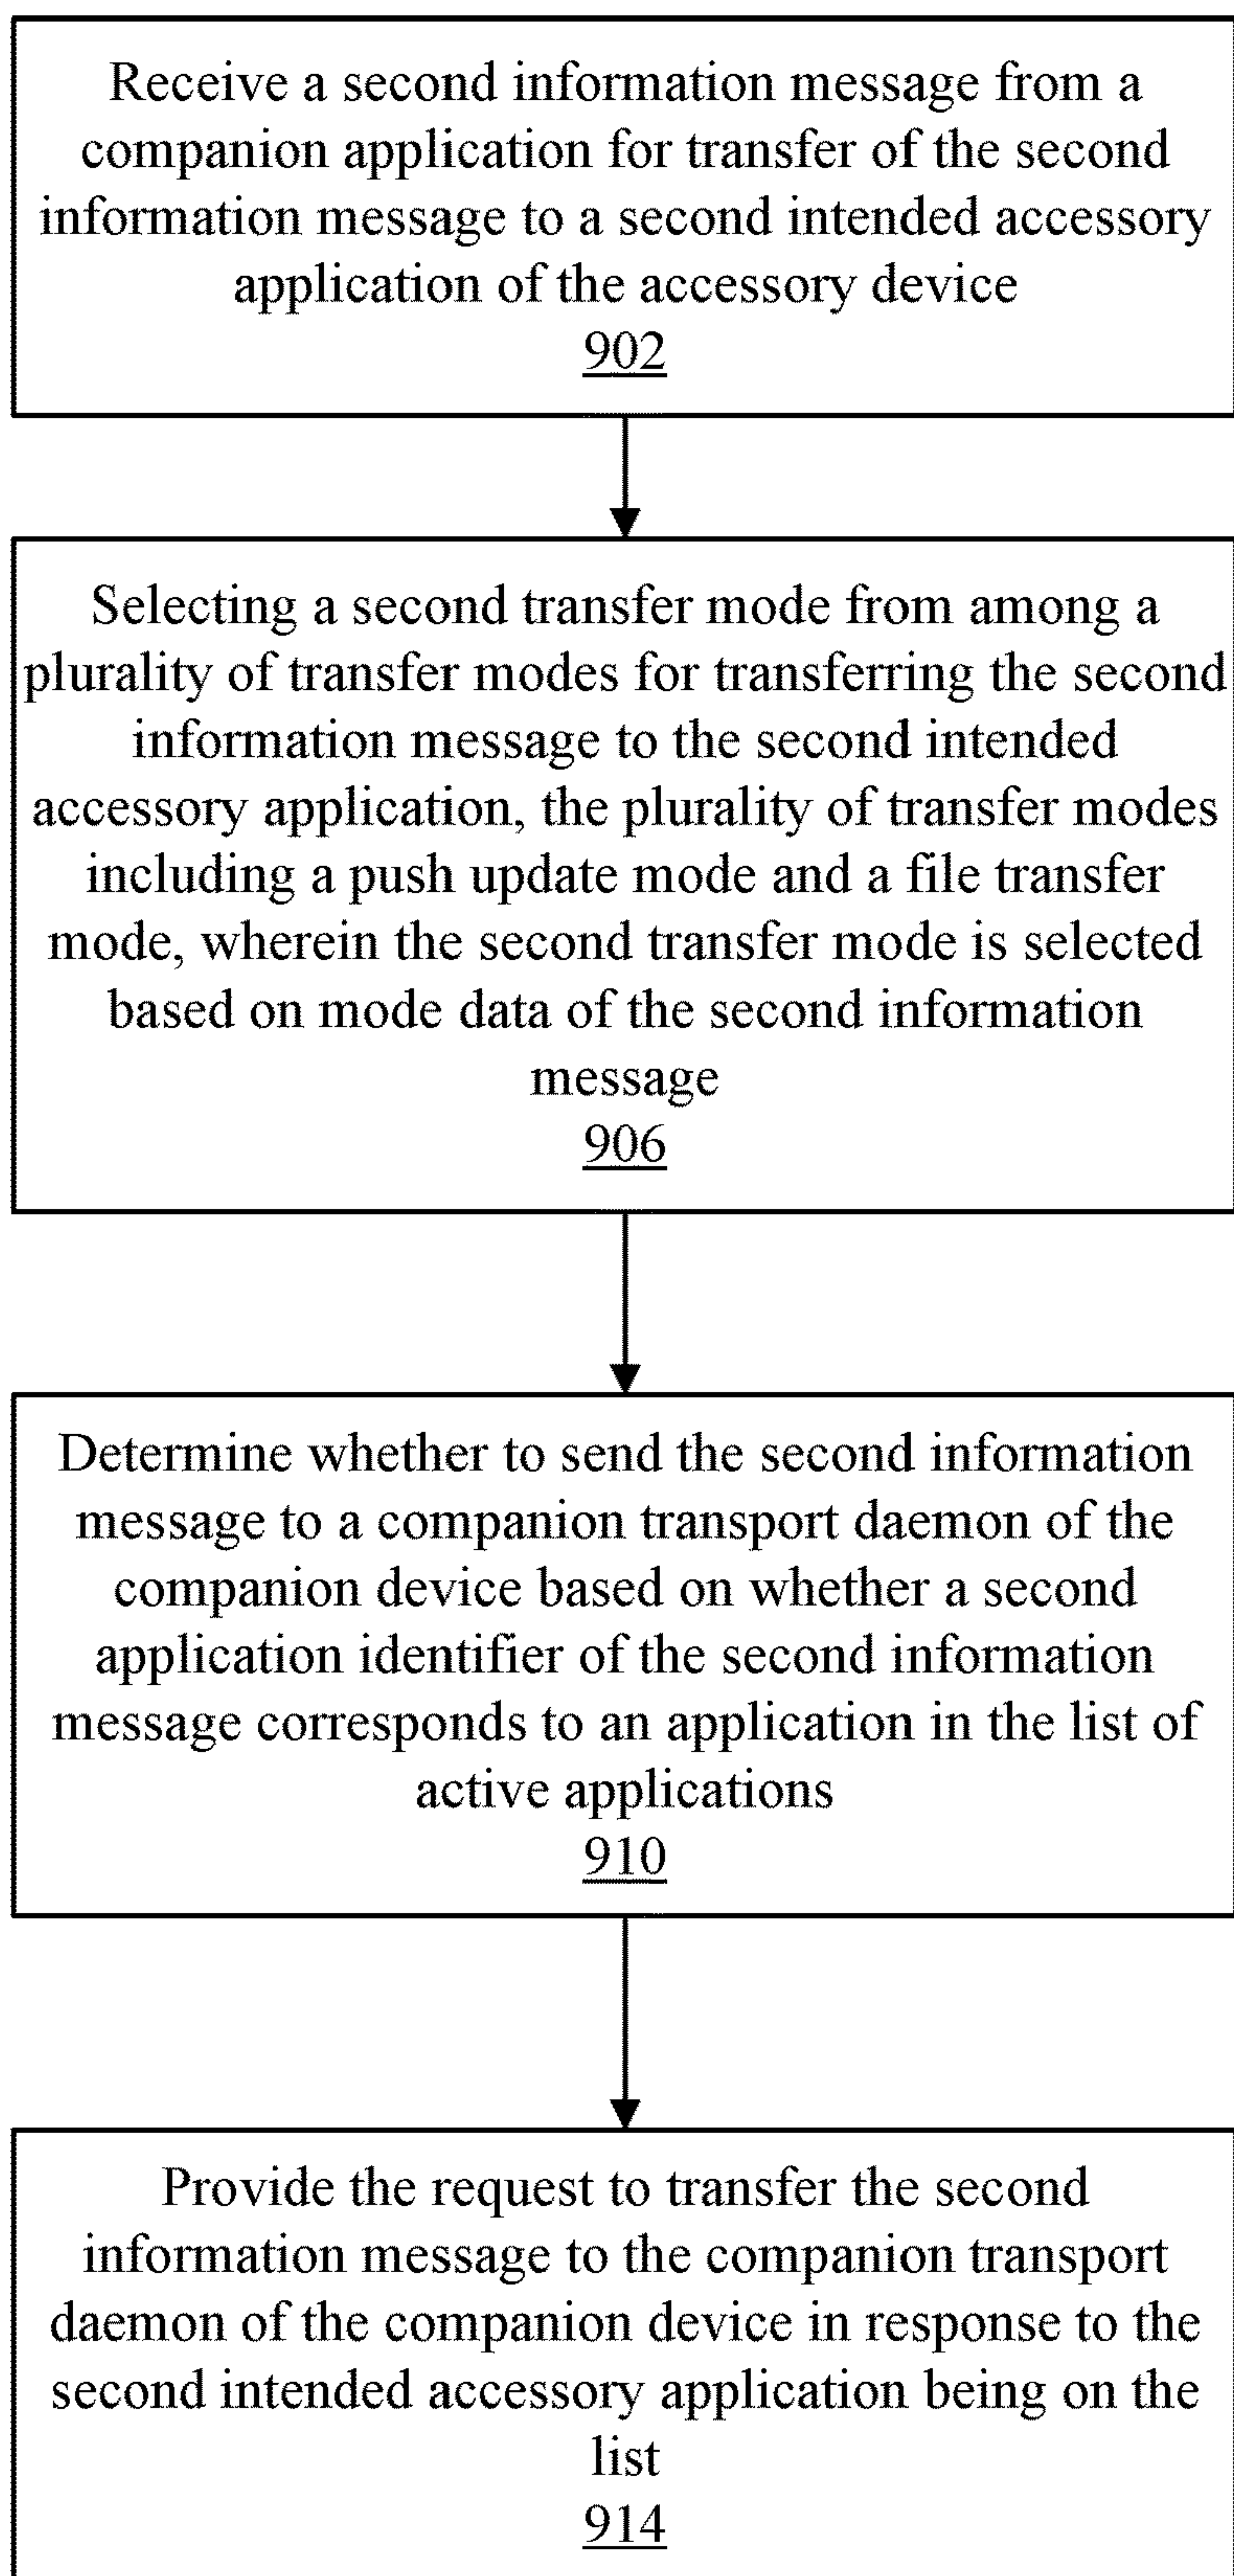 Receive a second information message from a
companion application for transfer of the second
information message to a second intended accessory
application of the accessory device
902
Selecting a second transfer mode from among a
plurality of transfer modes for transferring the second
information message to the second intended
accessory application, the plurality of transfer modes
including a push update mode and a file transfer
mode, wherein the second transfer mode is selected
based on mode data of the second information
message
906
Determine whether to send the second information
message to a companion transport daemon of the
companion device based on whether a second
application identifier of the second information
message corresponds to an application in the list of
active applications
910
Provide the request to transfer the second
information message to the companion transport
daemon of the companion device in response to the
second intended accessory application being on the
list
914